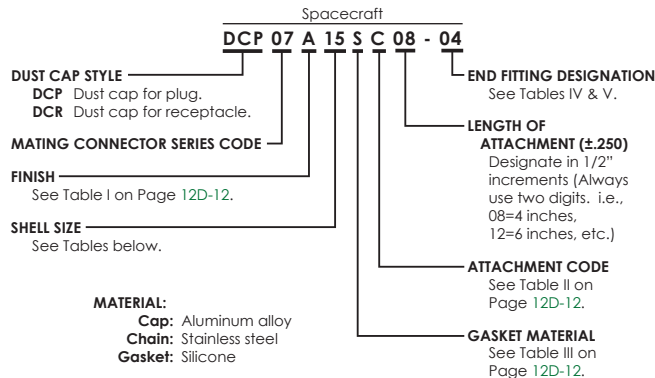 Spacecraft
DCP 07 A 15 S C 08 - 04
DUST CAP STYLE
DCP Dust cap for plug.
DCR Dust cap for receptacle.
MATING CONNECTOR SERIES CODE
FINISH
See Table I on Page 12D-12.
SHELL SIZE
See Tables below.
MATERIAL:
Cap: Aluminum alloy
Chain: Stainless steel
Gasket: Silicone
END FITTING DESIGNATION
See Tables IV & V.
LENGTH OF
ATTACHMENT (±.250)
Designate in 1/2"
increments (Always
use two digits. i.e.,
08=4 inches,
12=6 inches, etc.)
ATTACHMENT CODE
See Table II on
Page 12D-12.
GASKET MATERIAL
See Table III on
Page 12D-12.